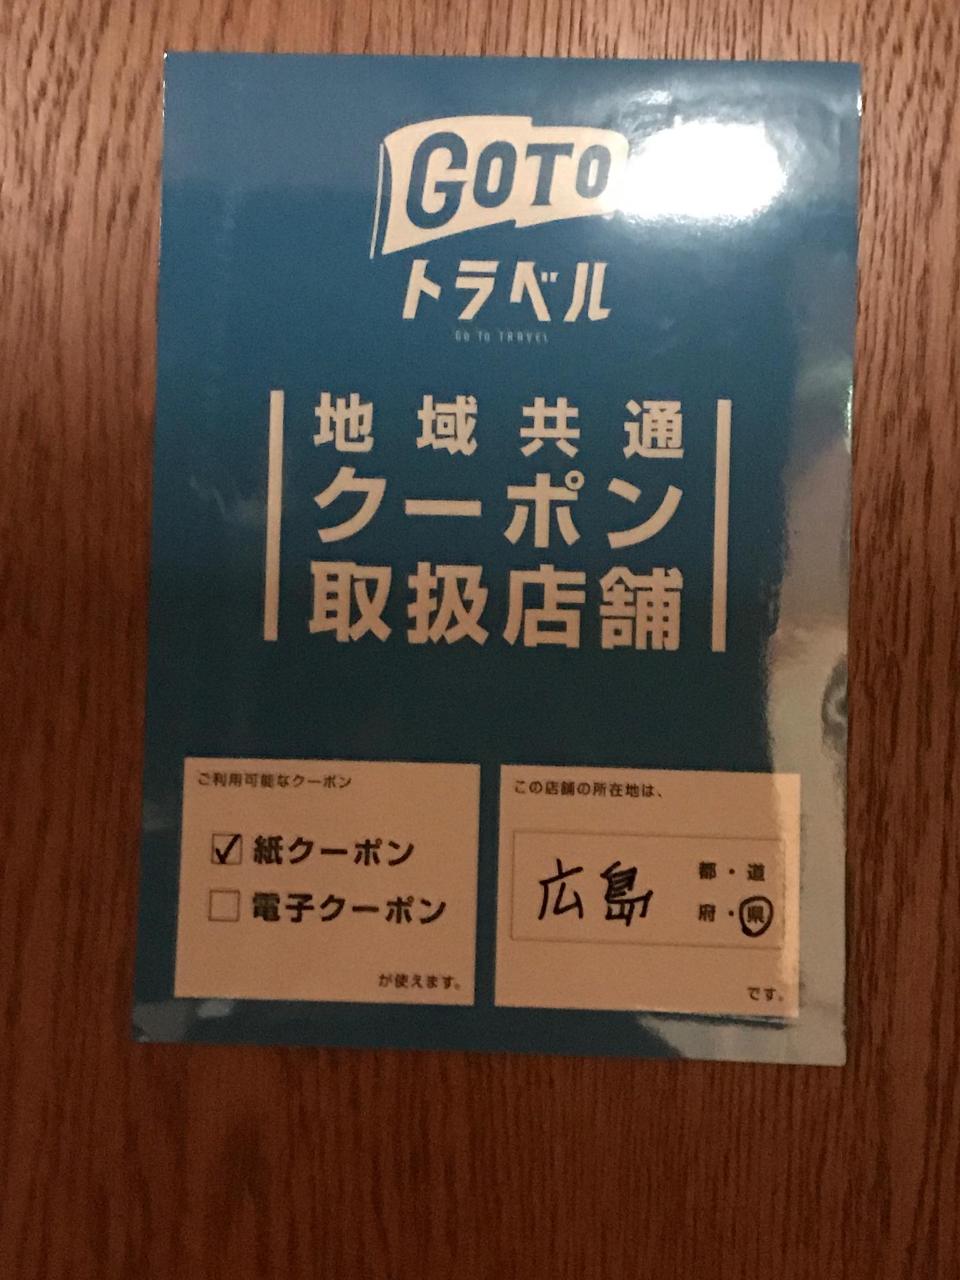 GOTO
トラベル
GO TO TRAVEL
地域共通
クーポン
取扱店舗
ご利用可能なクーポン
☑ 紙クーポン
☐ 電子クーポン
が使えます。
この店舗の所在地は、
広島 都・道
府・県
です。